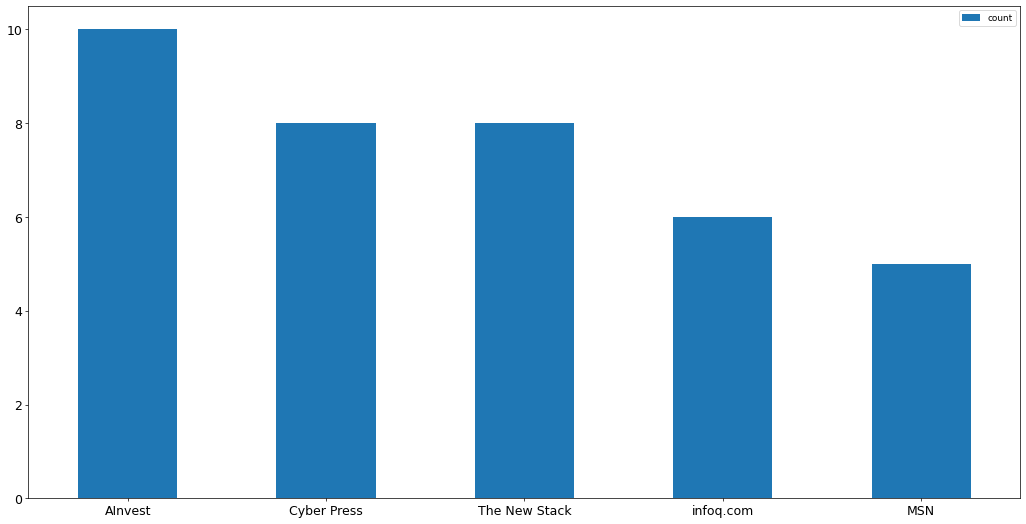 count
10
8
6
4
2
0
AInvest
Cyber Press
The New Stack
infoq.com
MSN